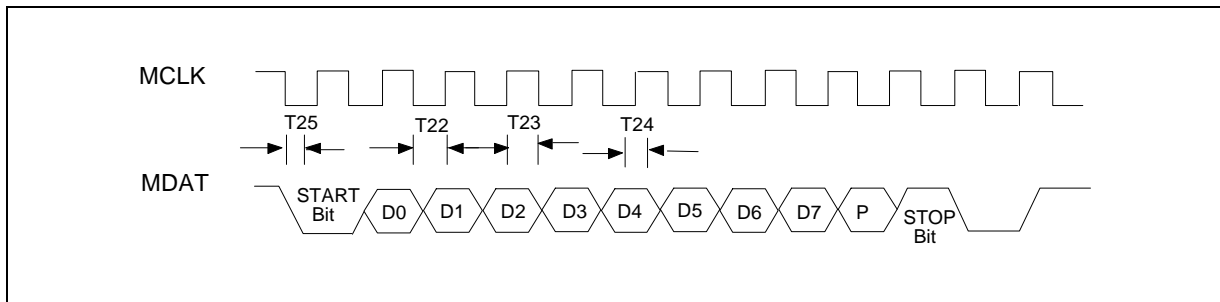 MCLK
T25
T22
T23
T24
MDAT
START
Bit
D0
D1
D2
D3
D4
D5
D6
D7
P
STOP
Bit